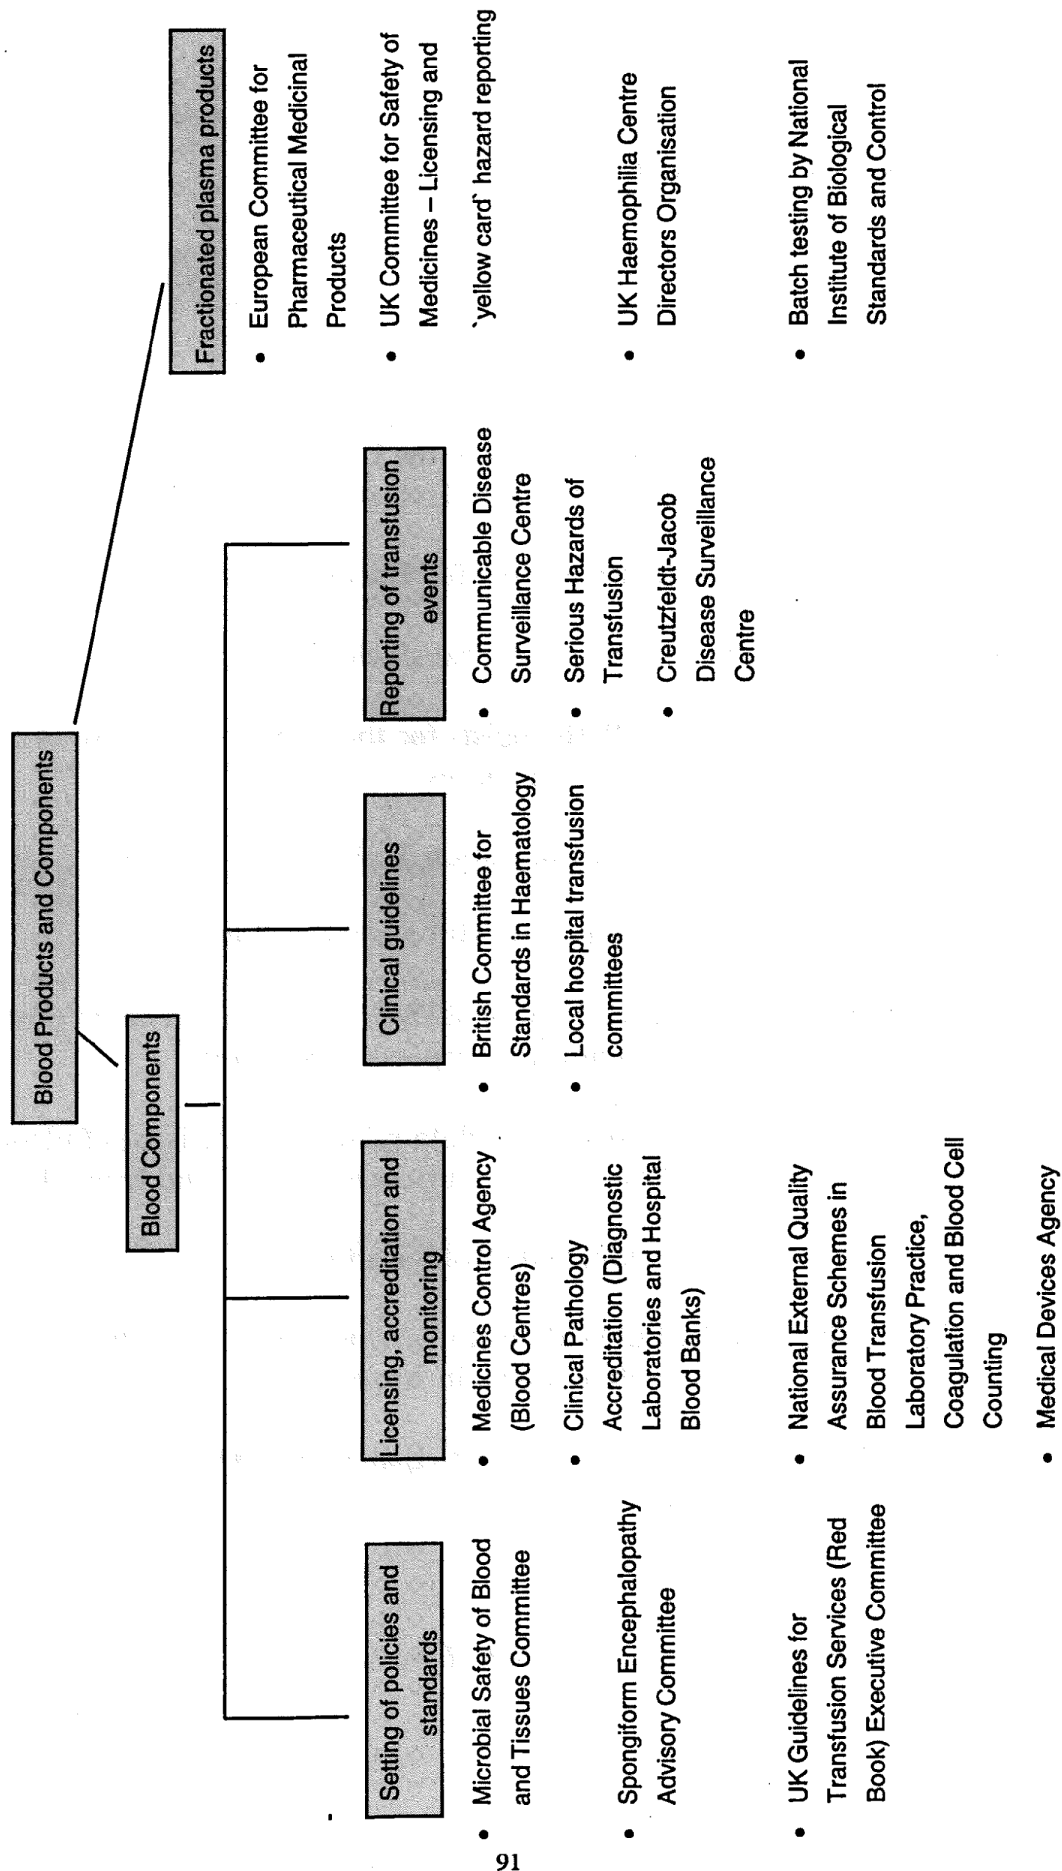 Blood Products and Components
Blood Components
Fractionated plasma products
Setting of policies and
standards
• Microbial Safety of Blood
and Tissues Committee
• Spongiform Encephalopathy
Advisory Committee
• UK Guidelines for
Transfusion Services (Red
Book) Executive Committee
Licensing, accreditation and
monitoring
• Medicines Control Agency
(Blood Centres)
• Clinical Pathology
Accreditation (Diagnostic
Laboratories and Hospital
Blood Banks)
• National External Quality
Assurance Schemes in
Blood Transfusion
Laboratory Practice,
Coagulation and Blood Cell
Counting
• Medical Devices Agency
Clinical guidelines
• British Committee for
Standards in Haematology
• Local hospital transfusion
committees
Reporting of transfusion
events
• Communicable Disease
Surveillance Centre
• Serious Hazards of
Transfusion
• Creutzfeldt-Jacob
Disease Surveillance
Centre
• European Committee for
Pharmaceutical Medicinal
Products
• UK Committee for Safety of
Medicines – Licensing and
`yellow card` hazard reporting
• UK Haemophilia Centre
Directors Organisation
• Batch testing by National
Institute of Biological
Standards and Control
91